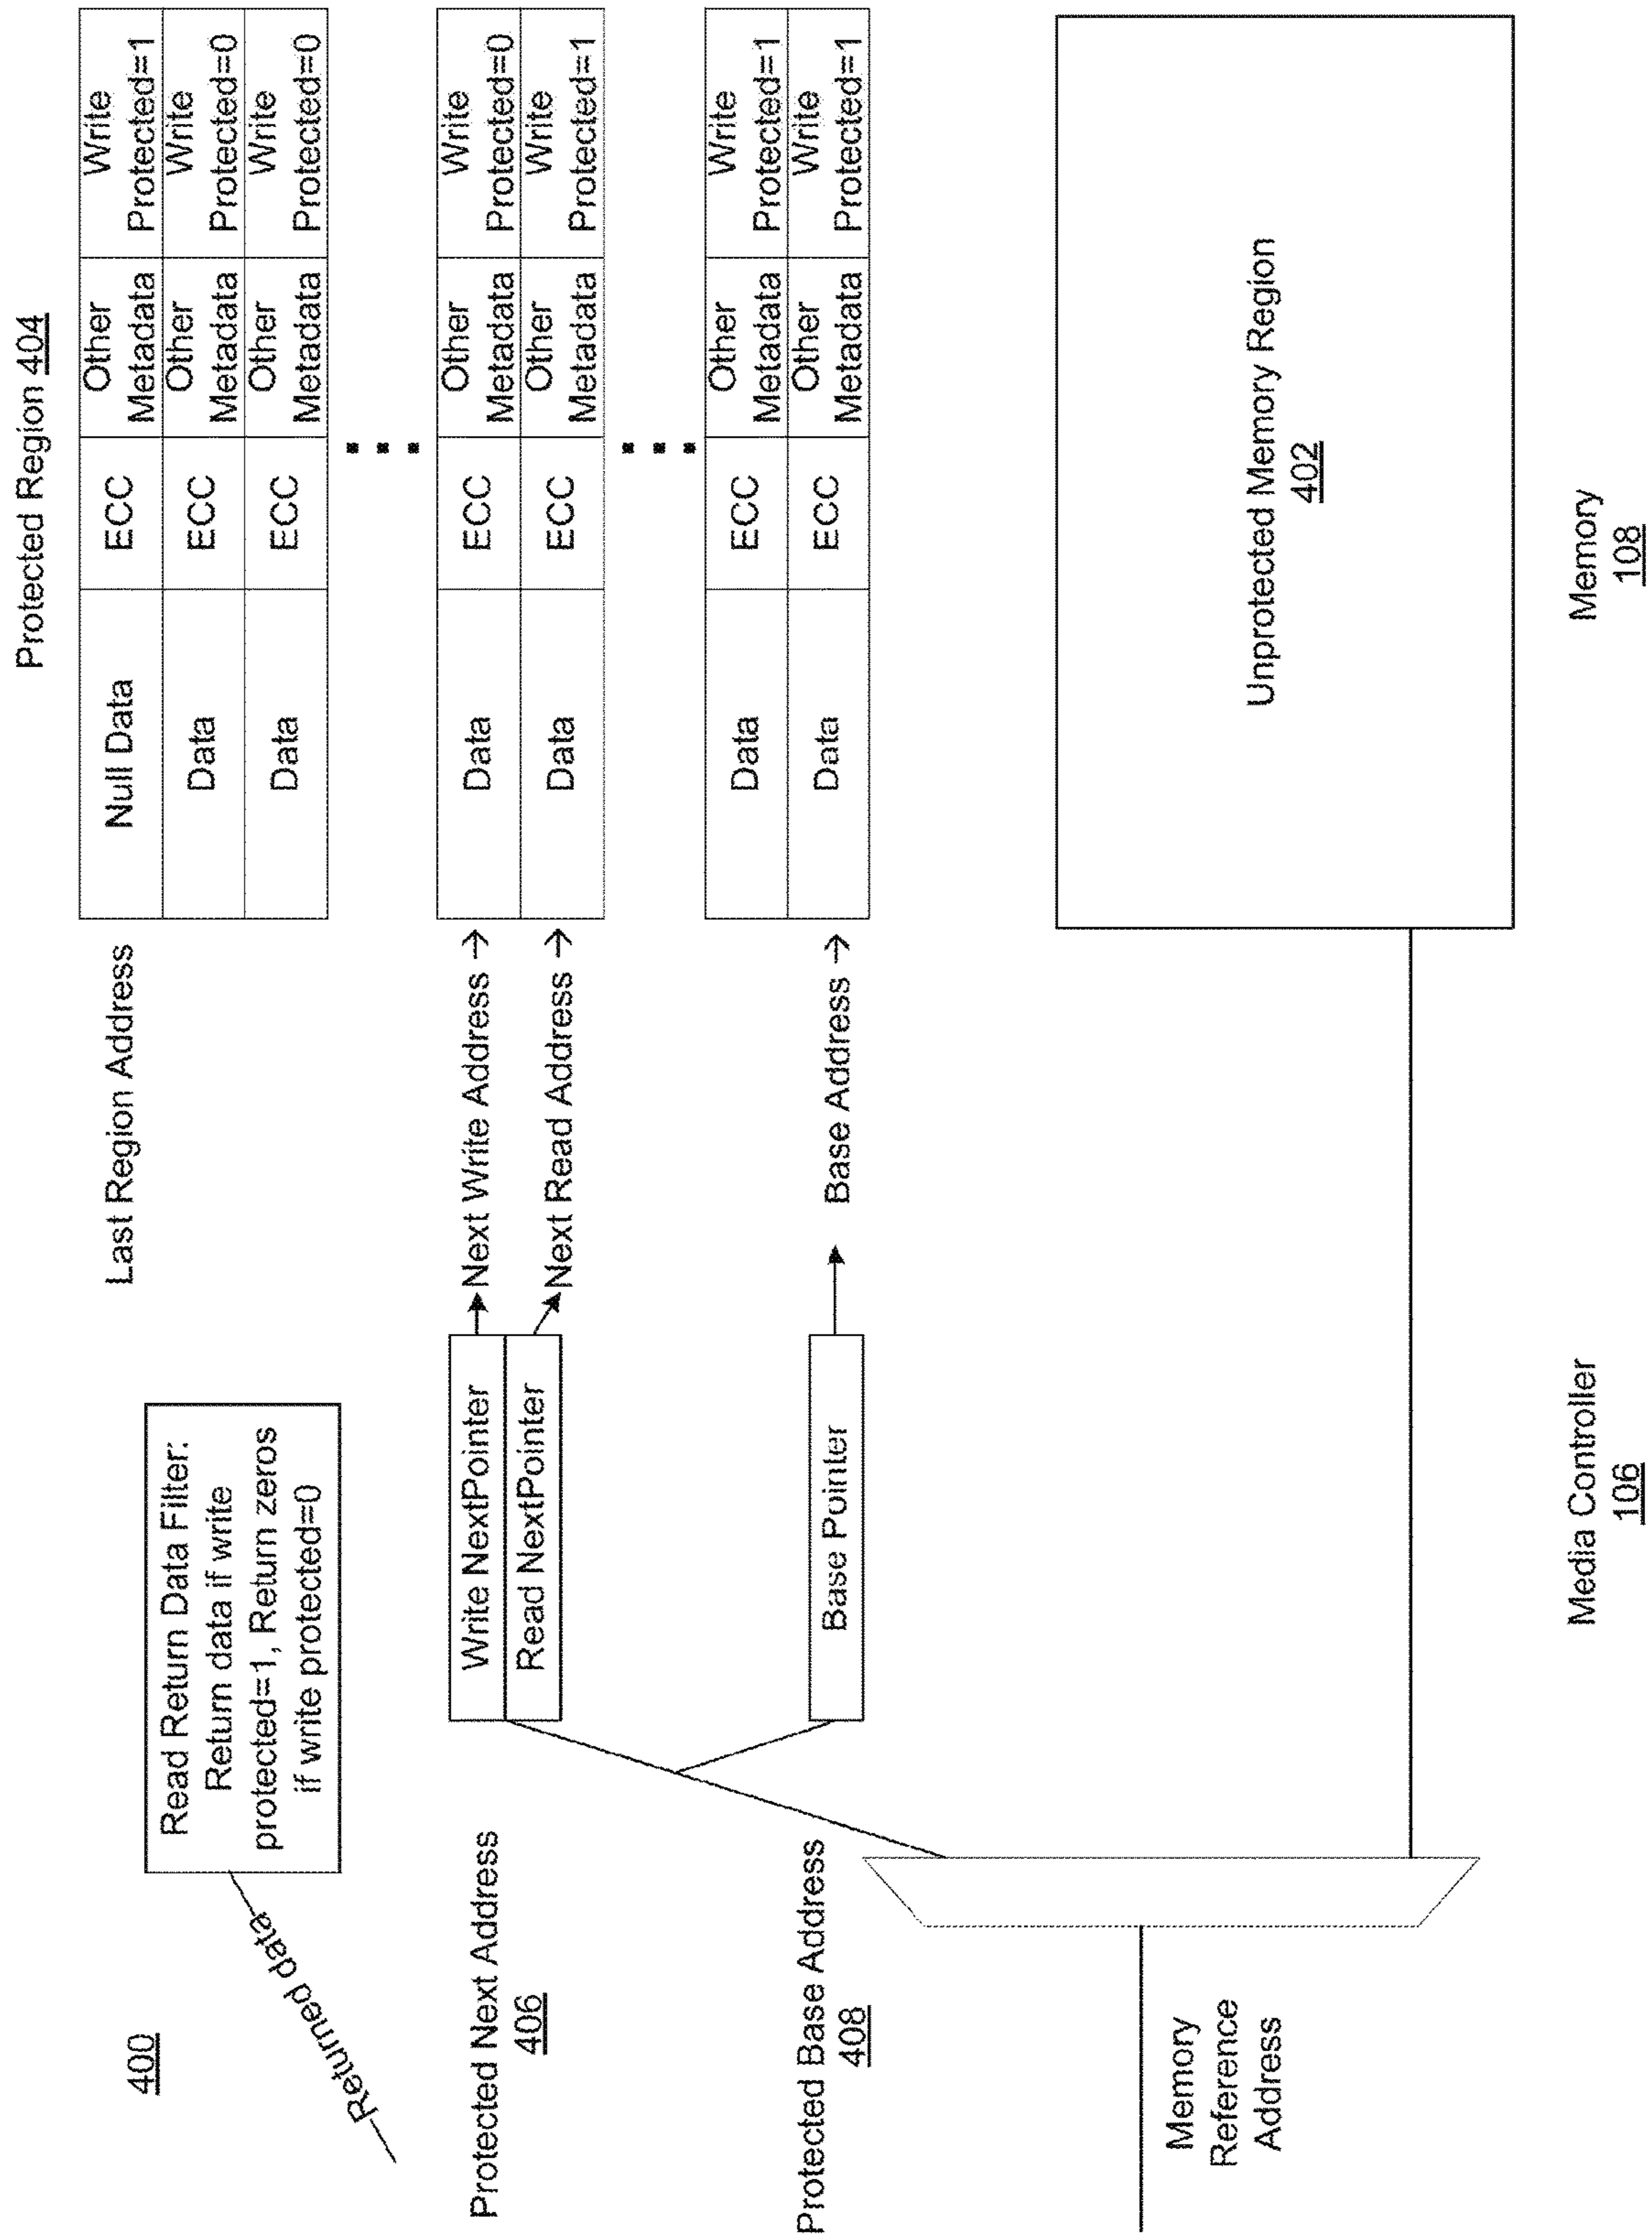 400
Returned data
Read Return Data Filter:
Return data if write
protected=1, Return zeros
if write protected=0
Last Region Address
Protected Region 404
Null Data
ECC
Other
Metadata
Write
Protected=1
Data
ECC
Other
Metadata
Write
Protected=0
Data
ECC
Other
Metadata
Write
Protected=0
Protected Next Address
406
Write NextPointer
Read NextPointer
Next Write Address
Next Read Address
Data
ECC
Other
Metadata
Write
Protected=0
Data
ECC
Other
Metadata
Write
Protected=1
Protected Base Address
408
Base Pointer
Base Address
Data
ECC
Other
Metadata
Write
Protected=1
Data
ECC
Other
Metadata
Write
Protected=1
Memory
Reference
Address
Unprotected Memory Region
402
Media Controller
106
Memory
108